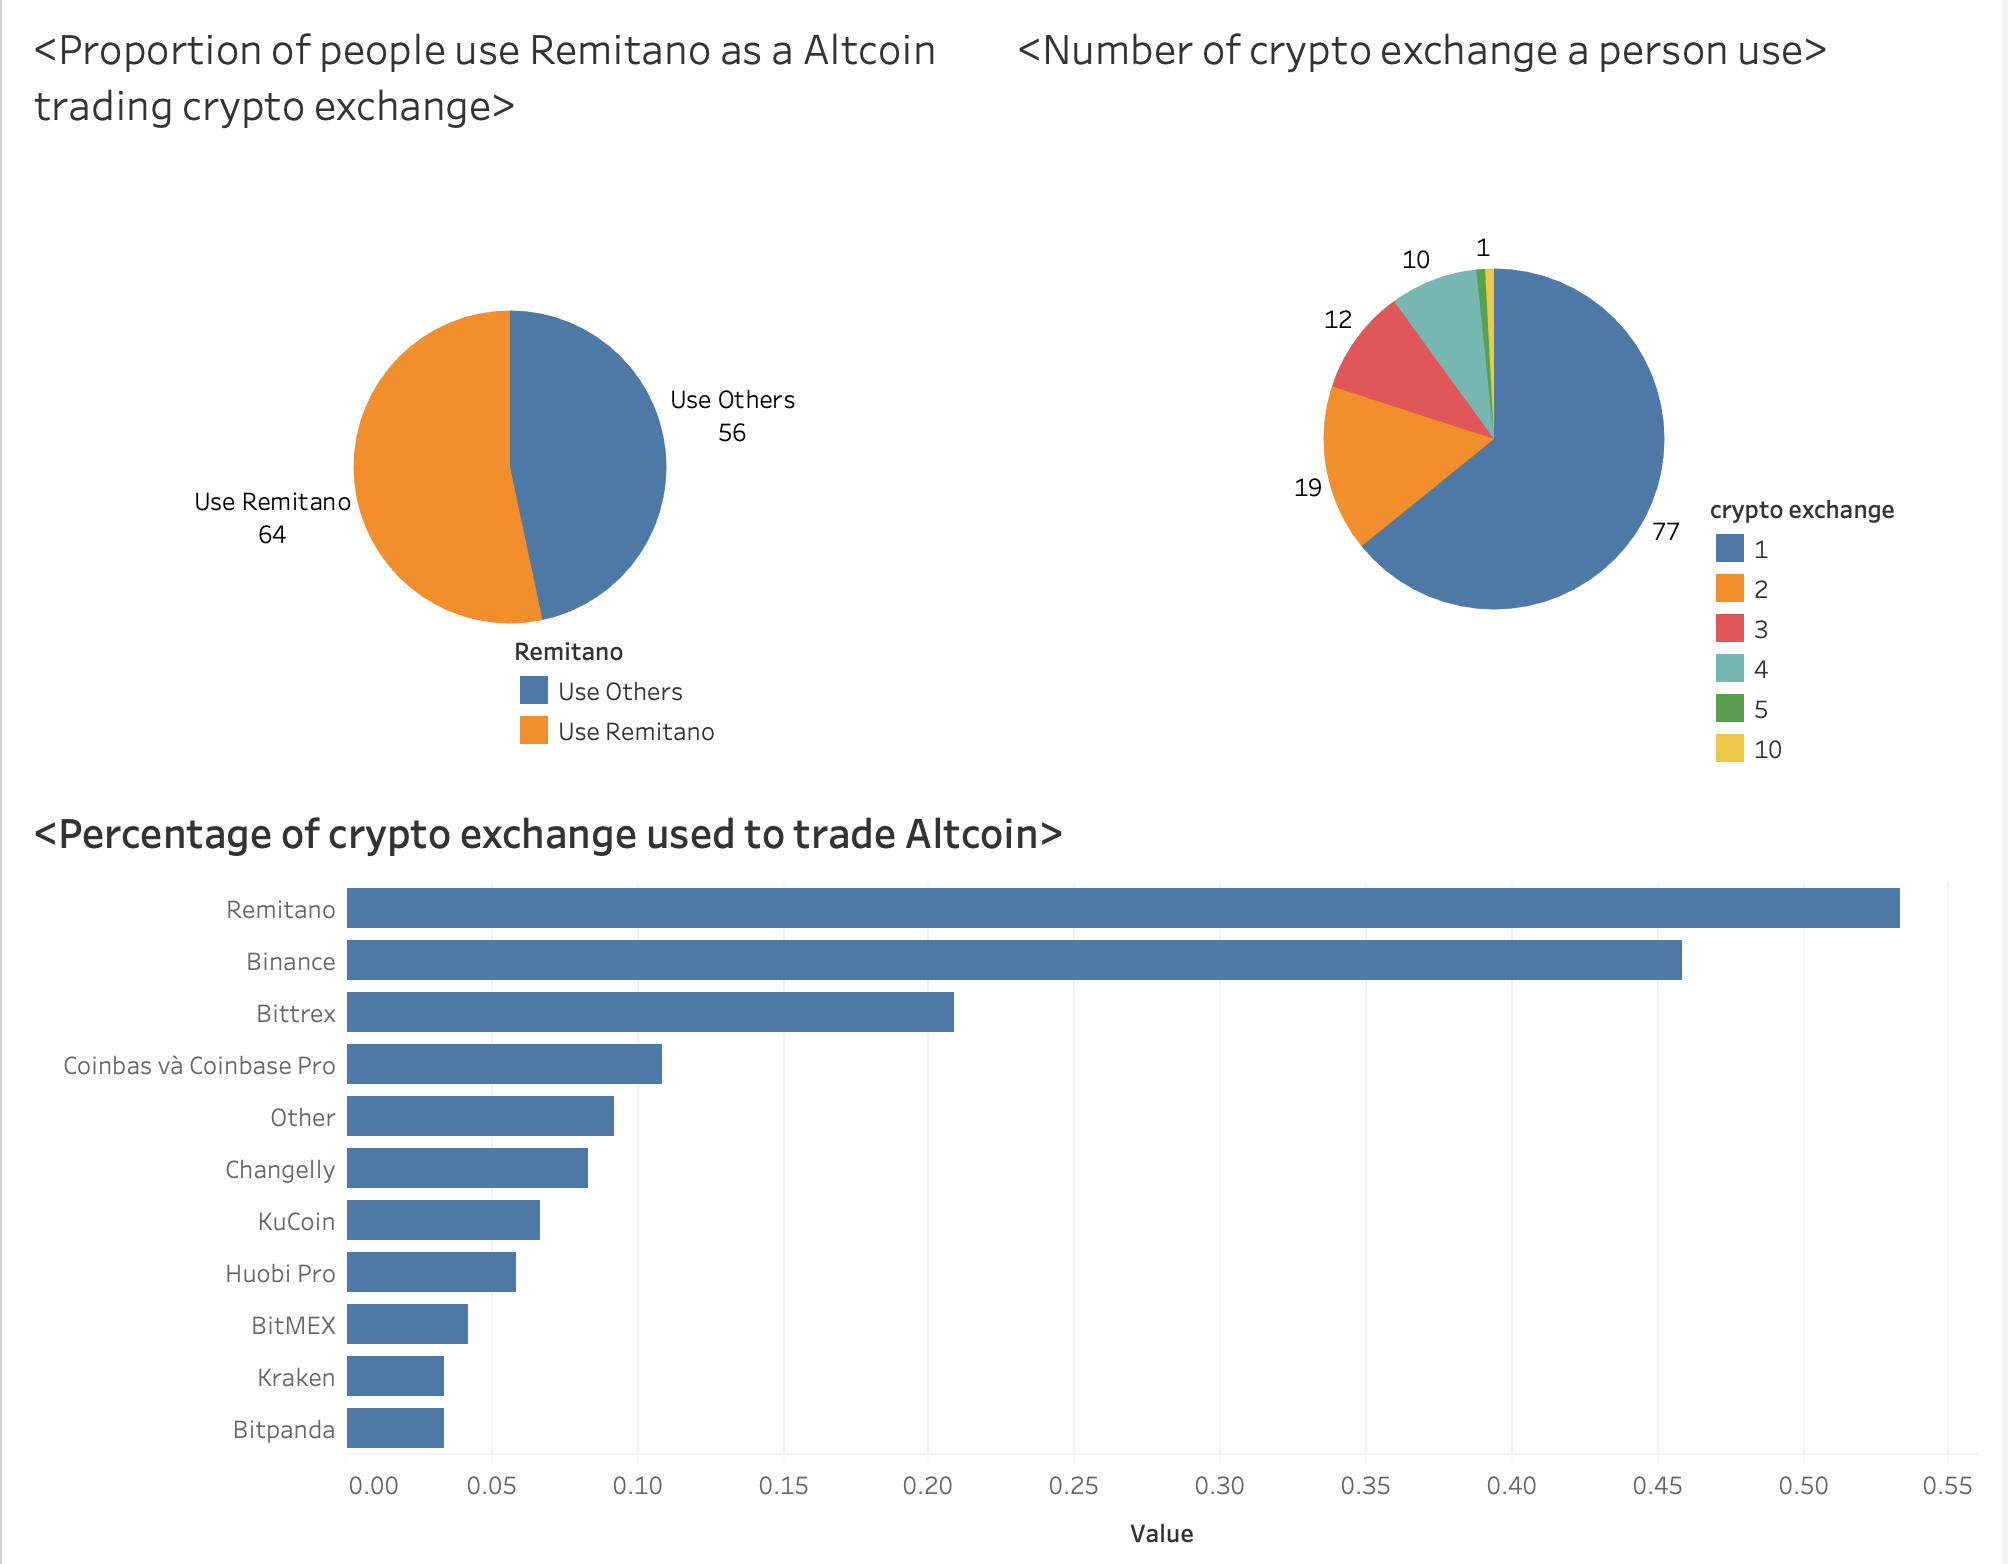 <Proportion of people use Remitano as a Altcoin
trading crypto exchange>
Use Others
56
Use Remitano
64
Remitano
Use Others
Use Remitano
<Number of crypto exchange a person use>
1
10
12
19
77
crypto exchange
1
2
3
4
5
10
<Percentage of crypto exchange used to trade Altcoin>
Remitano
Binance
Bittrex
Coinbas và Coinbase Pro
Other
Changelly
KuCoin
Huobi Pro
BitMEX
Kraken
Bitpanda
0.00 0.05 0.10 0.15 0.20 0.25 0.30 0.35 0.40 0.45 0.50 0.55
Value